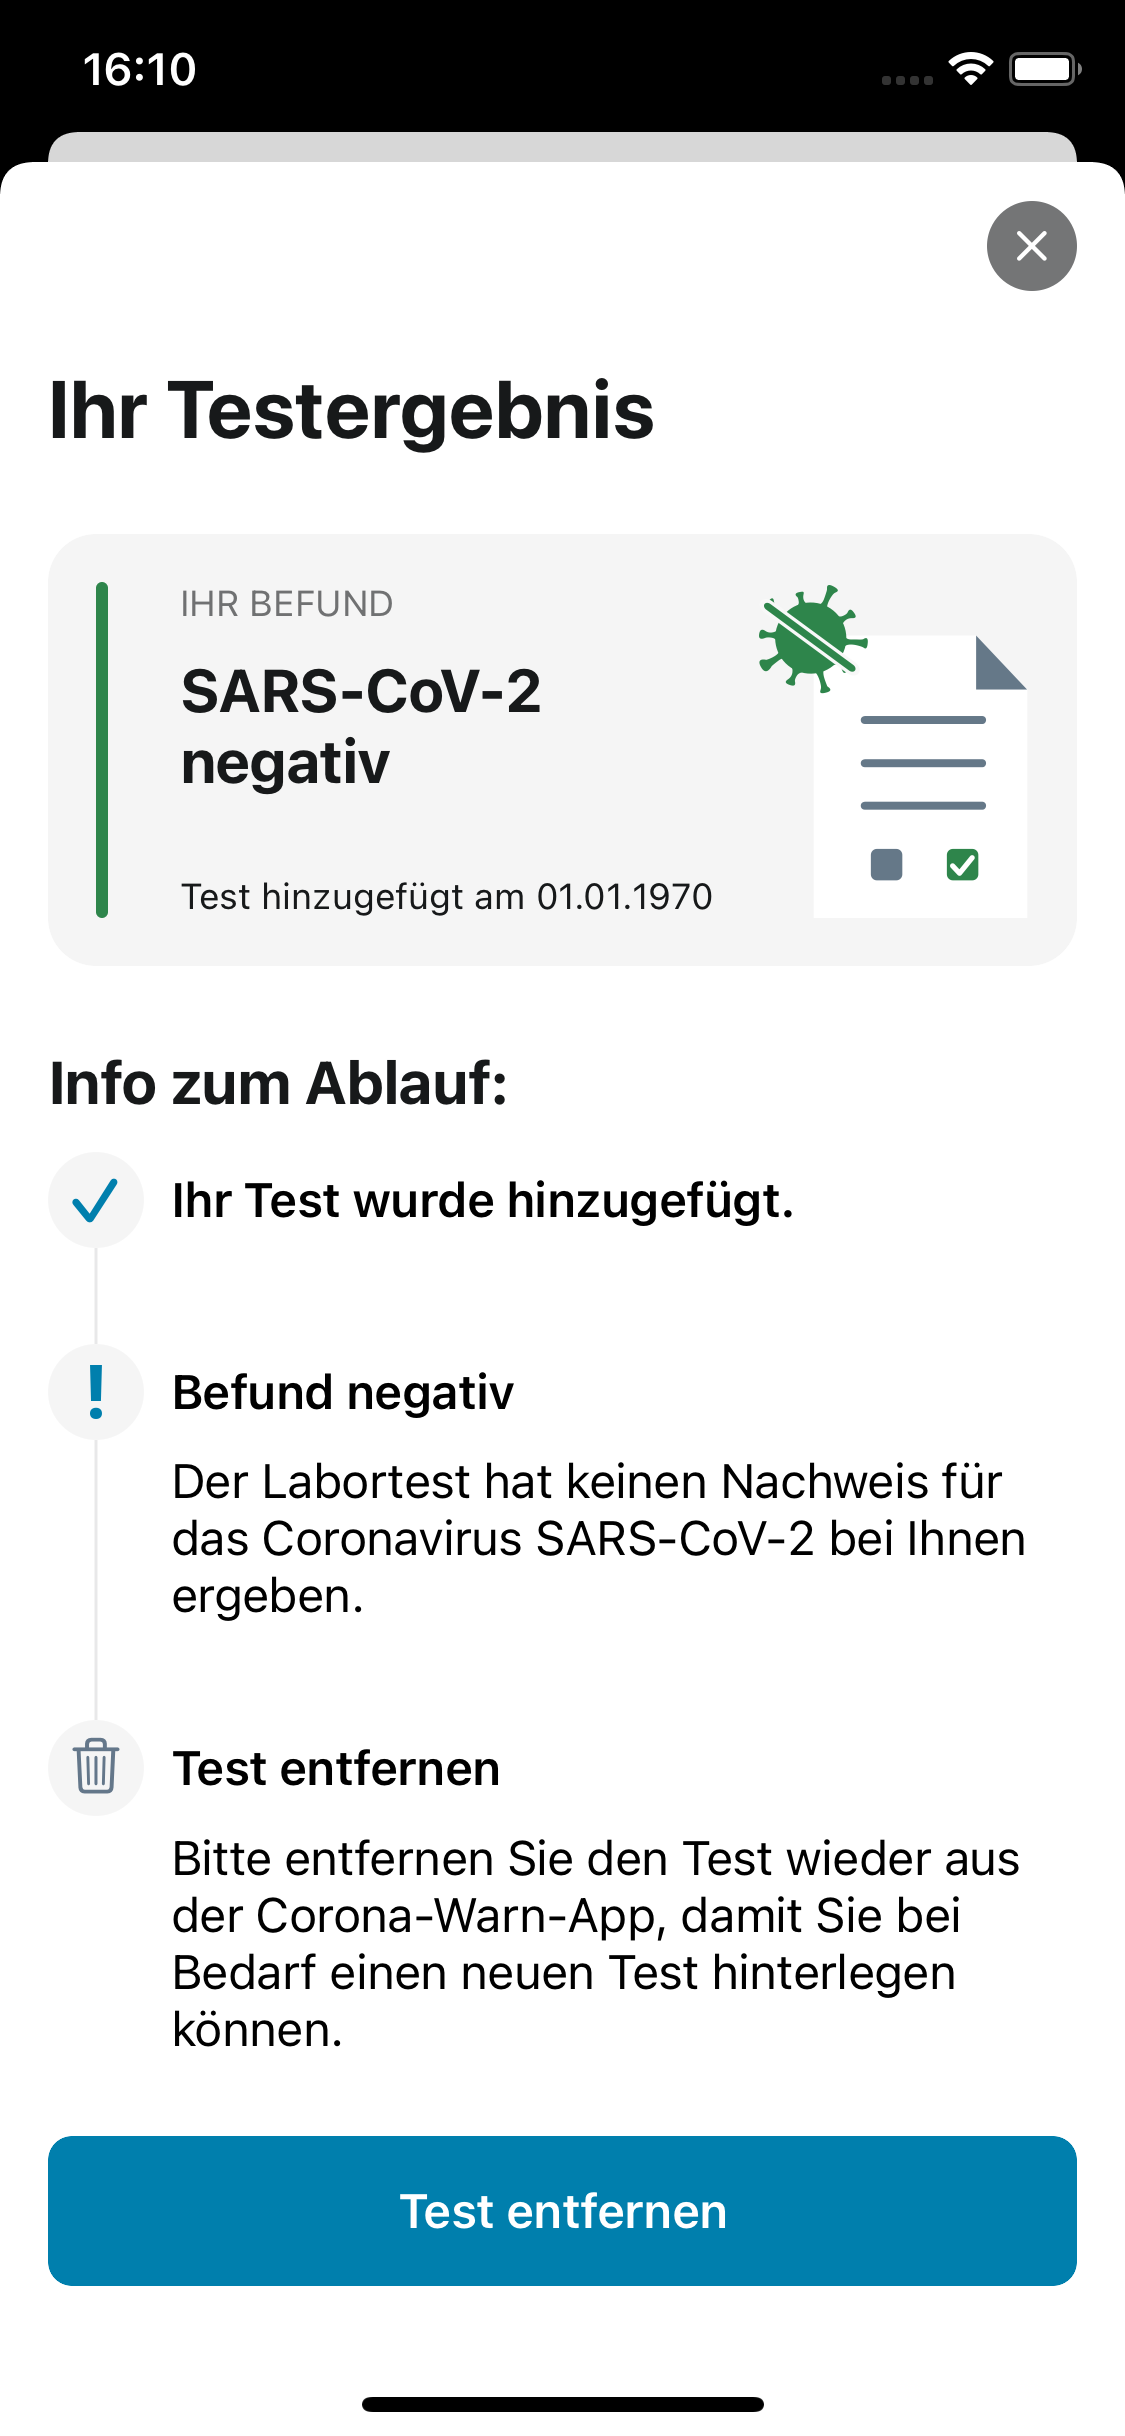 16:10
Ihr Testergebnis
IHR BEFUND
SARS-CoV-2
negativ
Test hinzugefügt am 01.01.1970
Info zum Ablauf:
Ihr Test wurde hinzugefügt.
Befund negativ
Der Labortest hat keinen Nachweis für
das Coronavirus SARS-CoV-2 bei Ihnen
ergeben.
Test entfernen
Bitte entfernen Sie den Test wieder aus
der Corona-Warn-App, damit Sie bei
Bedarf einen neuen Test hinterlegen
können.
Test entfernen